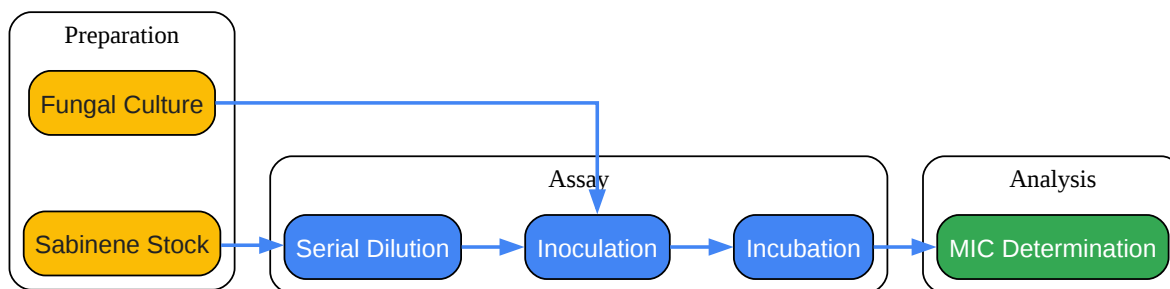 Preparation
Fungal Culture
Sabinene Stock
Assay
Serial Dilution
Inoculation
Incubation
Analysis
MIC Determination